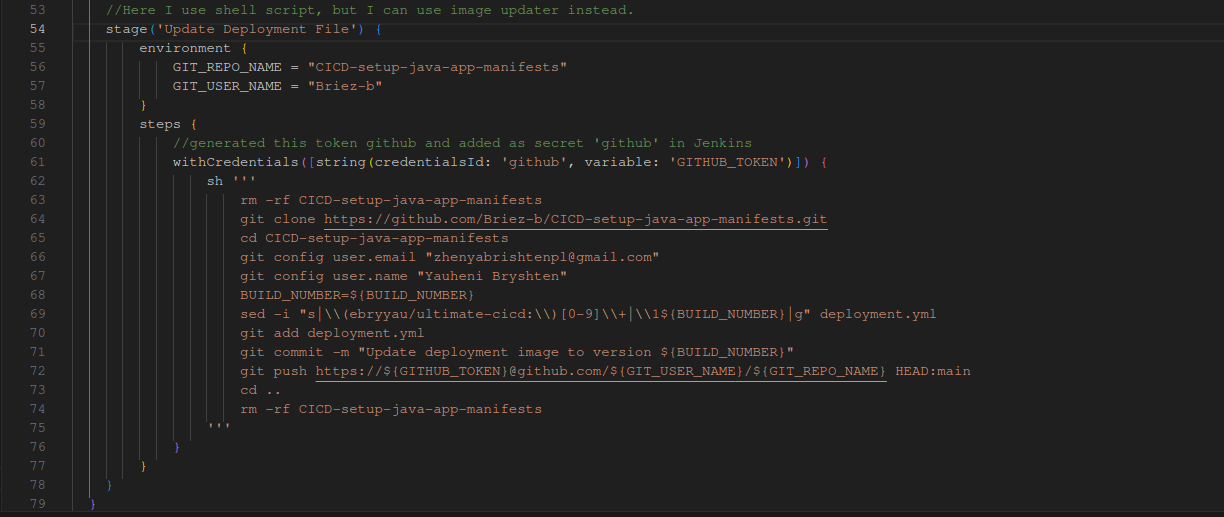 53 //Here I use shell script, but I can use image updater instead.
54 stage('Update Deployment File') {
55 environment {
56 GIT_REPO_NAME = "CICD-setup-java-app-manifests"
57 GIT_USER_NAME = "Briez-b"
58 }
59 steps {
60 //generated this token github and added as secret 'github' in Jenkins
61 withCredentials([string(credentialsId: 'github', variable: 'GITHUB_TOKEN')]) {
62 sh '''
63 rm -rf CICD-setup-java-app-manifests
64 git clone https://github.com/Briez-b/CICD-setup-java-app-manifests.git
65 cd CICD-setup-java-app-manifests
66 git config user.email "zhenyabrishtenpl@gmail.com"
67 git config user.name "Yauheni Bryshten"
68 BUILD_NUMBER=${BUILD_NUMBER}
69 sed -i "s|\\(ebryyau/ultimate-cicd:\\)[0-9]\\+|\\1${BUILD_NUMBER}|g" deployment.yml
70 git add deployment.yml
71 git commit -m "Update deployment image to version ${BUILD_NUMBER}"
72 git push https://${GITHUB_TOKEN}@github.com/${GIT_USER_NAME}/${GIT_REPO_NAME} HEAD:main
73 cd ..
74 rm -rf CICD-setup-java-app-manifests
75 '''
76 }
77 }
78 }
79 }